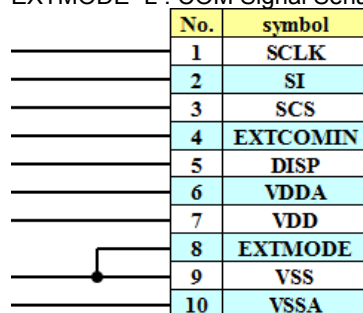 EXTMODE "L": COM Signal Seria
No. symbol
1 SCLK
2 SI
3 SCS
4 EXTCOMIN
5 DISP
6 VDDA
7 VDD
8 EXTMODE
9 VSS
10 VSSA